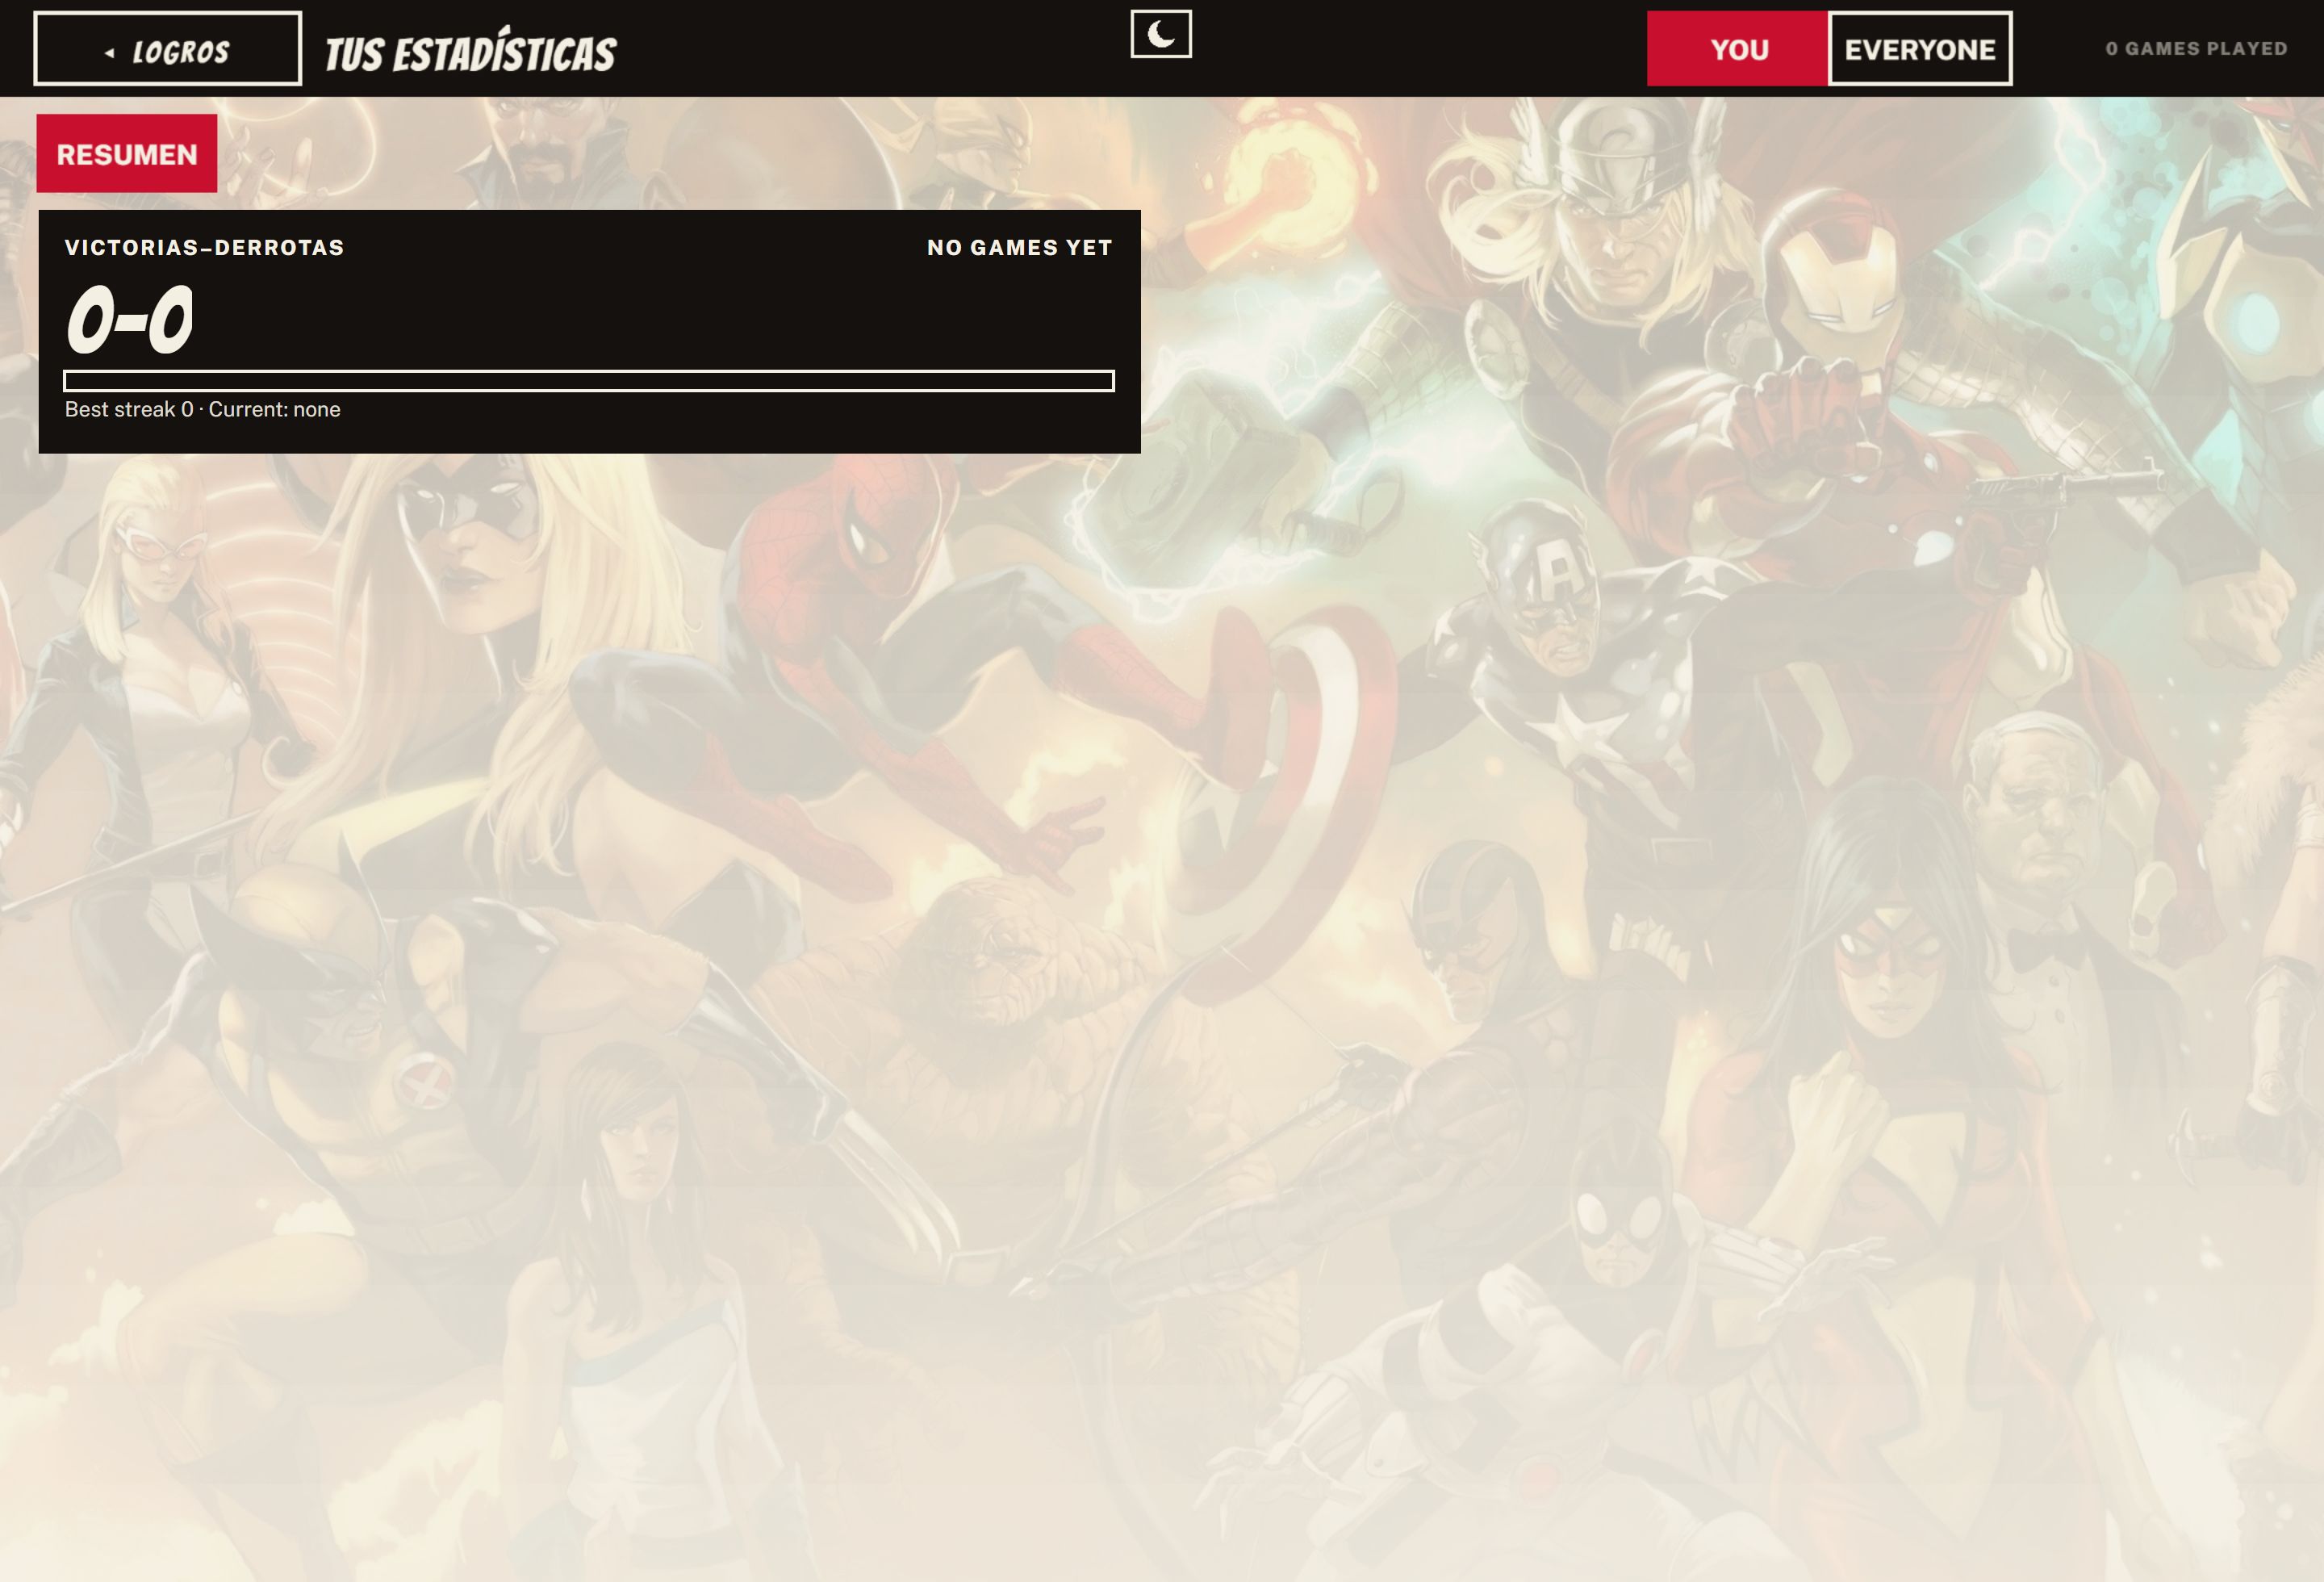 ◂ LOGROS
TUS ESTADÍSTICAS
YOU
EVERYONE
0 GAMES PLAYED
RESUMEN
VICTORIAS–DERROTAS
NO GAMES YET
0–0
Best streak 0 · Current: none